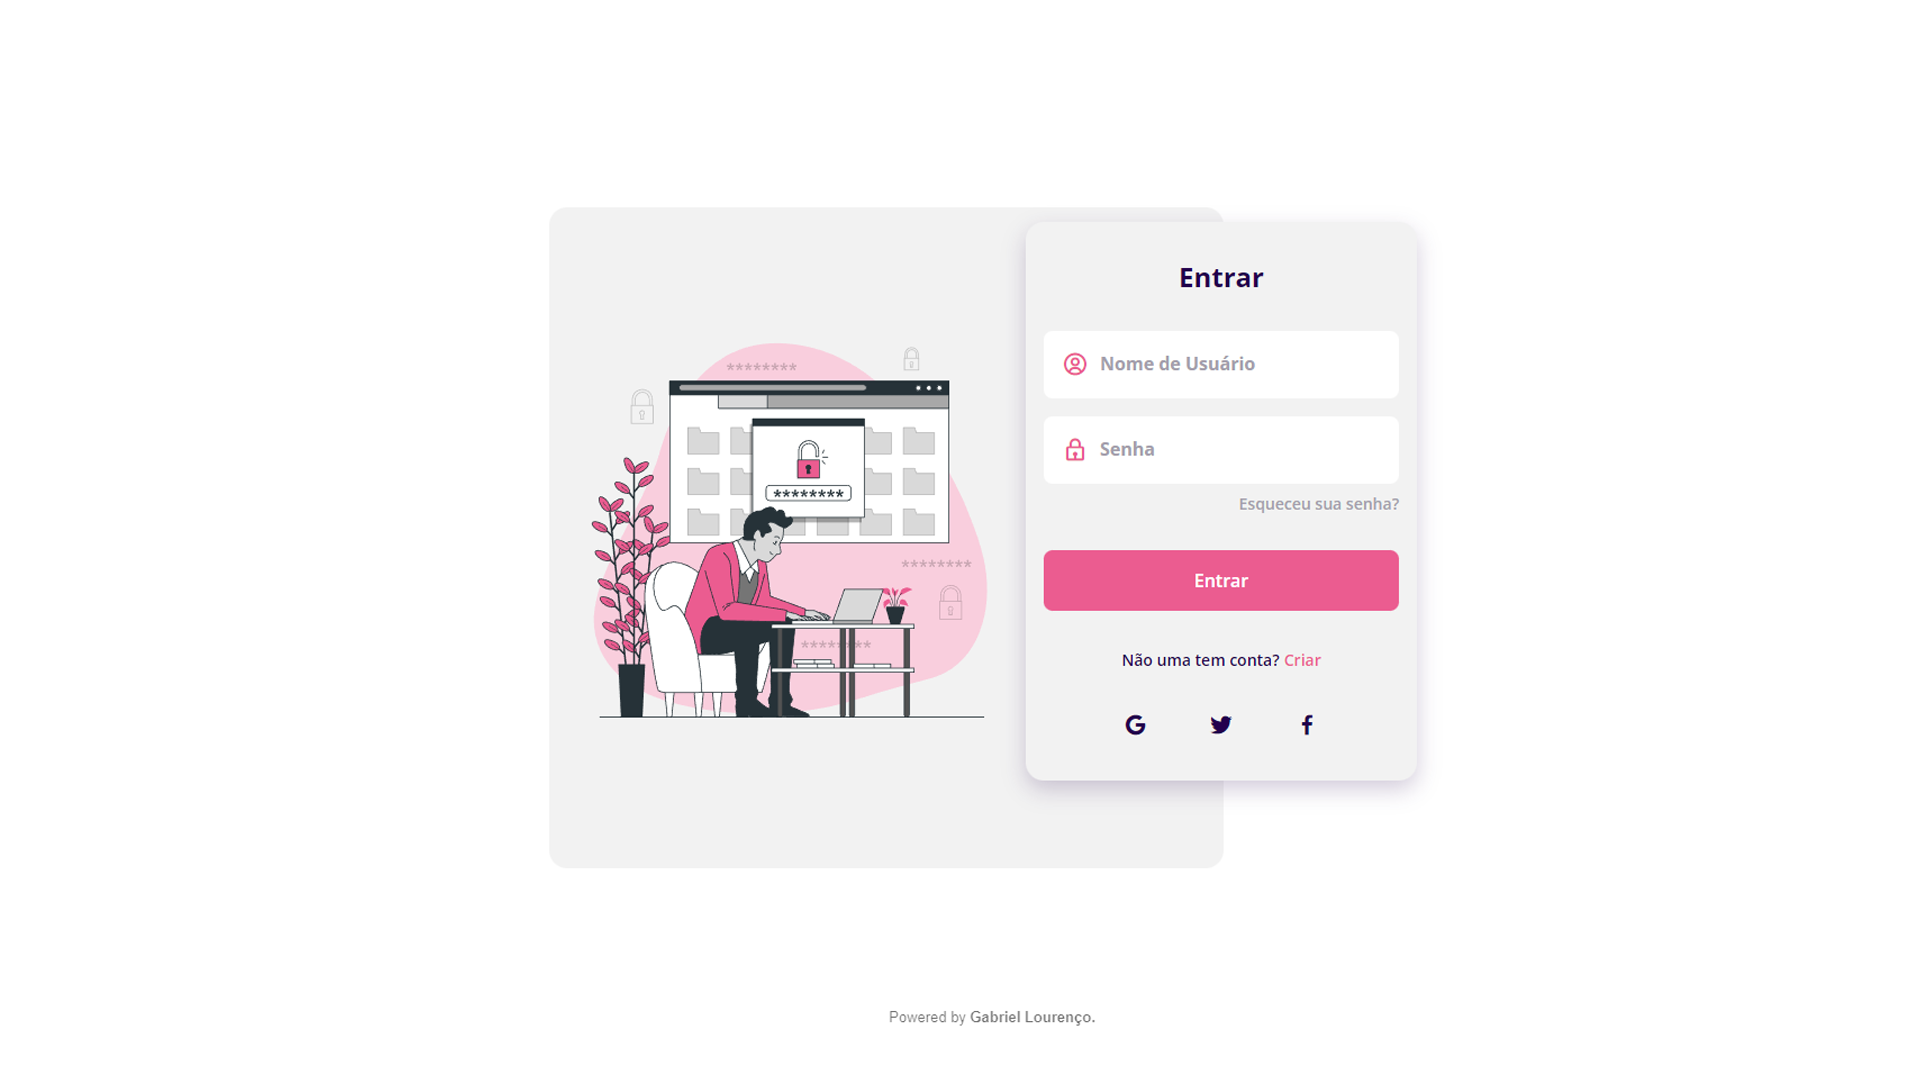 ********
********
********
********
Entrar
Nome de Usuário
Senha
Esqueceu sua senha?
Entrar
Não uma tem conta? Criar
Powered by Gabriel Lourenço.